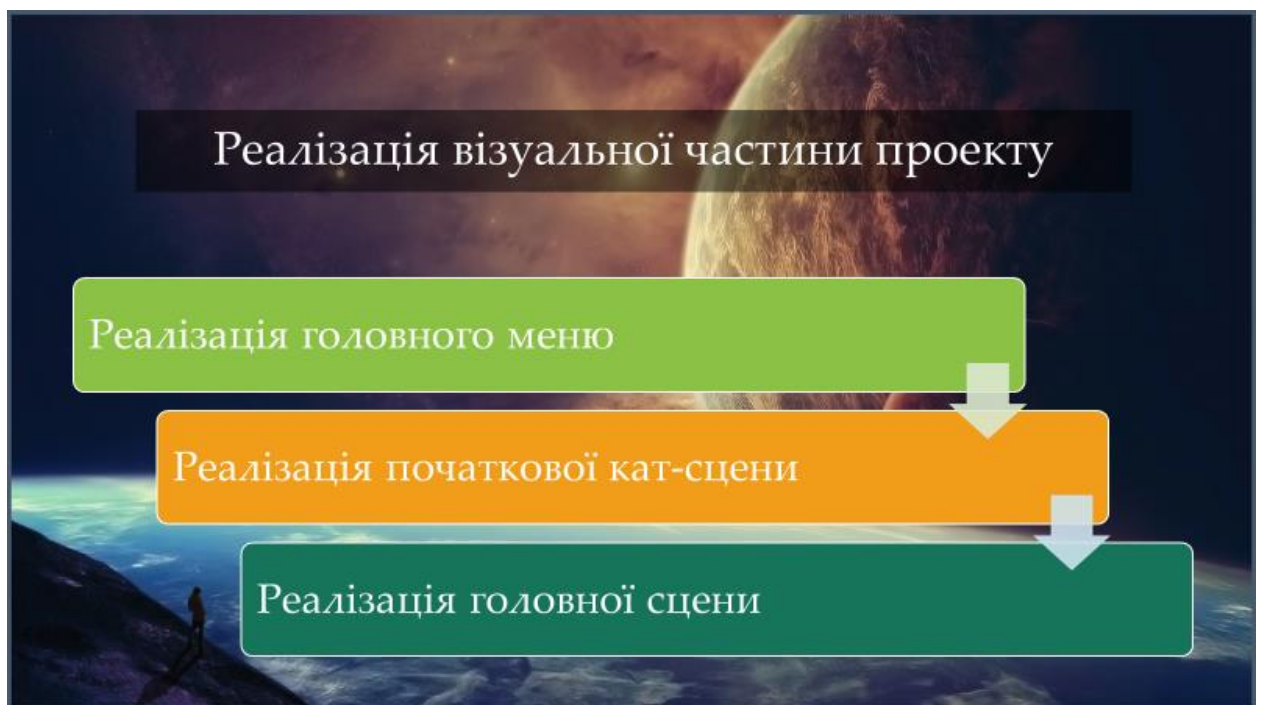 Реалізація візуальної частини проекту
Реалізація головного меню
Реалізація початкової кат-сцени
Реалізація головної сцени